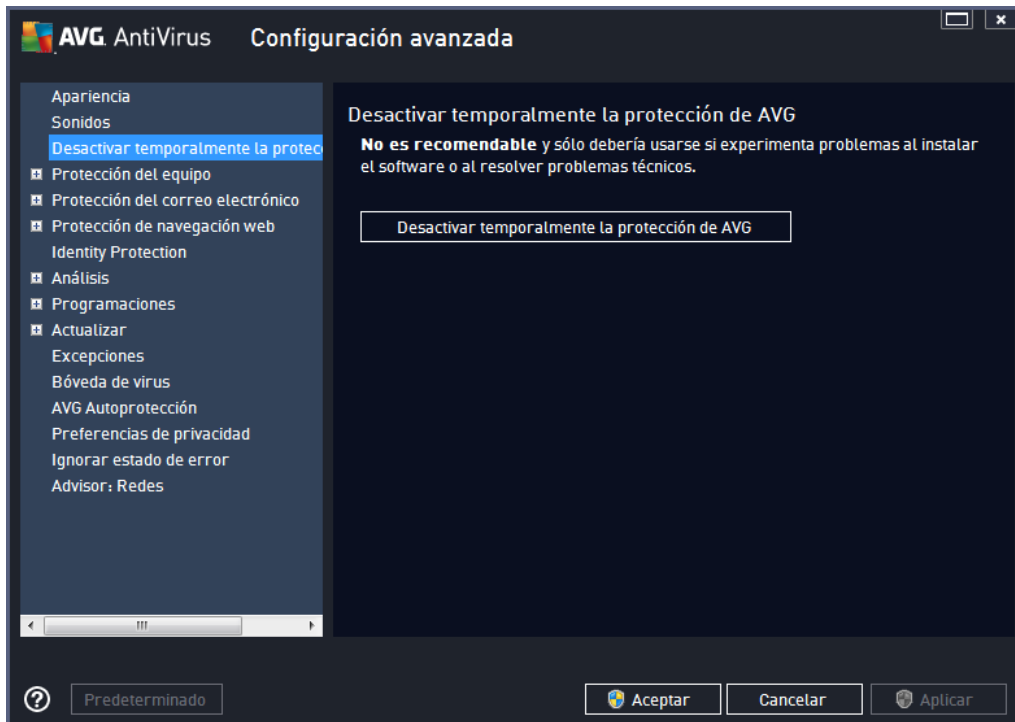 AVG. AntiVirus Configuración avanzada
Apariencia
Sonidos
Desactivar temporalmente la protec
Protección del equipo
Protección del correo electrónico
Protección de navegación web
Identity Protection
Análisis
Programaciones
Actualizar
Excepciones
Bóveda de virus
AVG Autoprotección
Preferencias de privacidad
Ignorar estado de error
Advisor: Redes
Desactivar temporalmente la protección de AVG
No es recomendable y sólo debería usarse si experimenta problemas al instalar
el software o al resolver problemas técnicos.
Desactivar temporalmente la protección de AVG
Predeterminado
Aceptar
Cancelar
Aplicar